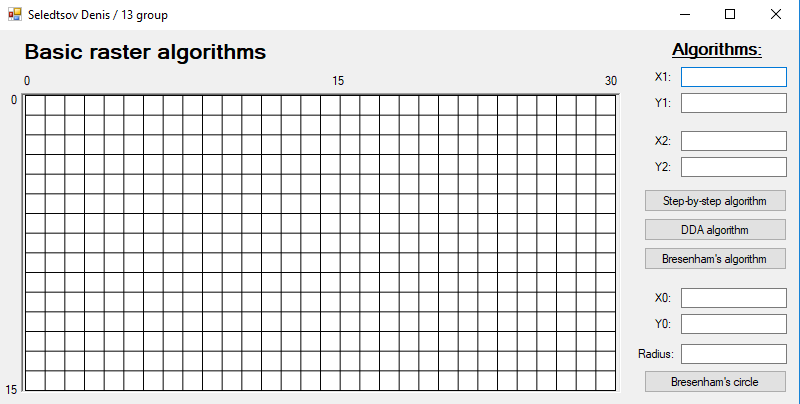 Seledtsov Denis / 13 group
Basic raster algorithms
0
15
30
0
15
Algorithms:
X1:
Y1:
X2:
Y2:
Step-by-step algorithm
DDA algorithm
Bresenham's algorithm
X0:
Y0:
Radius:
Bresenham's circle